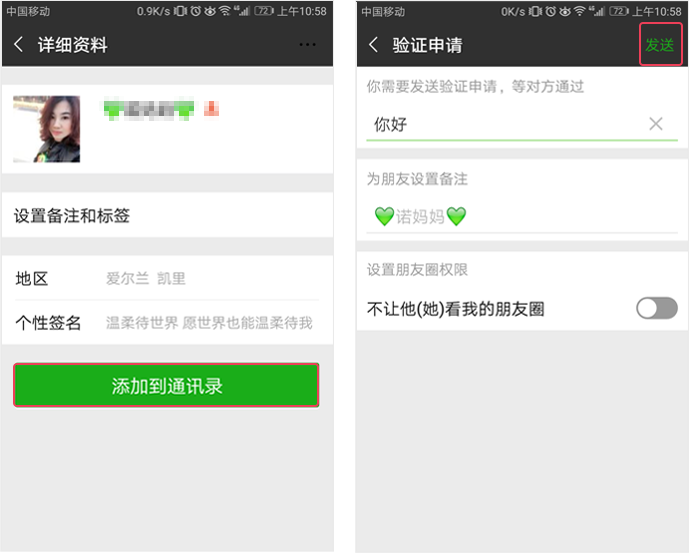 中国移动 0.9K/s 72 上午10:58
详细资料
设置备注和标签
地区 爱尔兰 凯里
个性签名 温柔待世界 愿世界也能温柔待我
添加到通讯录
中国移动 0K/s 72 上午10:58
验证申请 发送
你需要发送验证申请，等对方通过
你好
为朋友设置备注
💚诺妈妈💚
设置朋友圈权限
不让他(她)看我的朋友圈